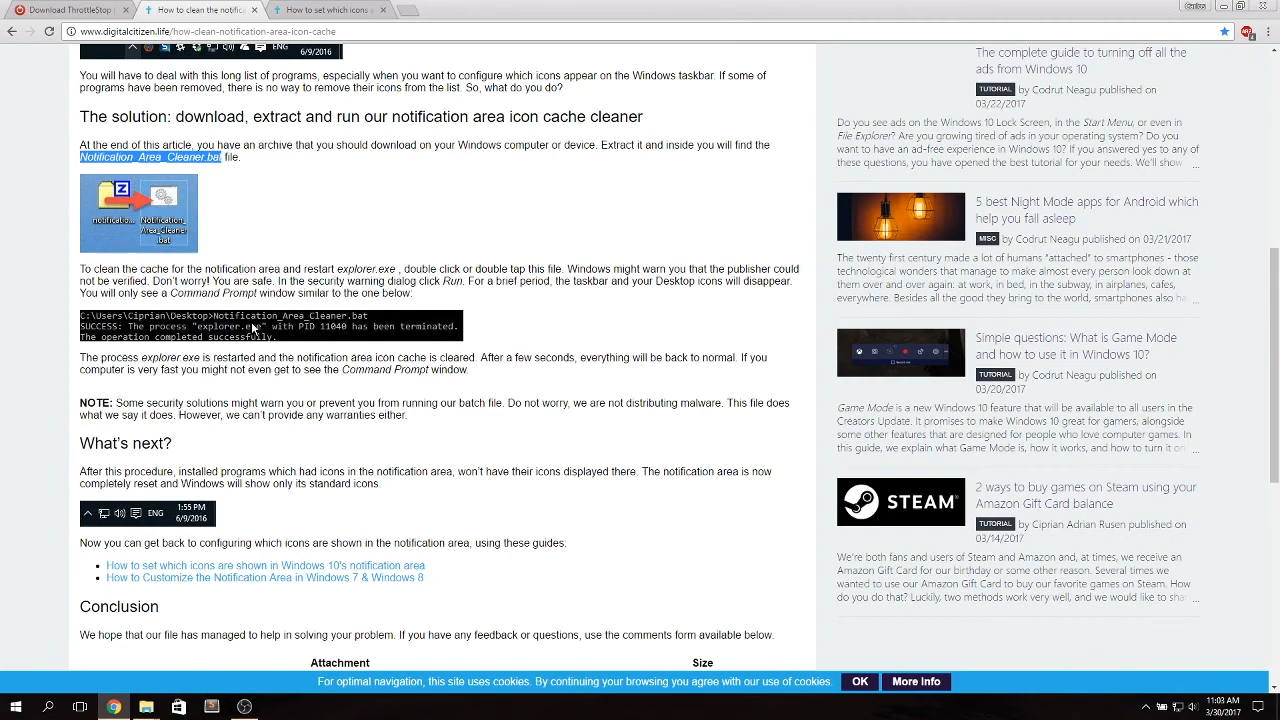 Download ThrottleStop
How to clean the notific
How to set which icons a
Carlos
www.digitalcitizen.life/how-clean-notification-area-icon-cache
ENG
6/9/2016
You will have to deal with this long list of programs, especially when you want to configure which icons appear on the Windows taskbar. If some of
programs have been removed, there is no way to remove their icons from the list. So, what do you do?
The solution: download, extract and run our notification area icon cache cleaner
At the end of this article, you have an archive that you should download on your Windows computer or device. Extract it and inside you will find the
Notification_Area_Cleaner.bat file.
notificatio...
Notification_
Area_Cleaner
.bat
To clean the cache for the notification area and restart explorer.exe , double click or double tap this file. Windows might warn you that the publisher could
not be verified. Don't worry! You are safe. In the security warning dialog click Run. For a brief period, the taskbar and your Desktop icons will disappear.
You will only see a Command Prompt window similar to the one below:
C:\Users\Ciprian\Desktop>Notification_Area_Cleaner.bat
SUCCESS: The process "explorer.exe" with PID 11040 has been terminated.
The operation completed successfully.
The process explorer exe is restarted and the notification area icon cache is cleared. After a few seconds, everything will be back to normal. If you
computer is very fast you might not even get to see the Command Prompt window.
NOTE: Some security solutions might warn you or prevent you from running our batch file. Do not worry, we are not distributing malware. This file does
what we say it does. However, we can't provide any warranties either.
What's next?
After this procedure, installed programs which had icons in the notification area, won't have their icons displayed there. The notification area is now
completely reset and Windows will show only its standard icons.
ENG
1:55 PM
6/9/2016
Now you can get back to configuring which icons are shown in the notification area, using these guides:
How to set which icons are shown in Windows 10's notification area
How to Customize the Notification Area in Windows 7 & Windows 8
Conclusion
We hope that our file has managed to help in solving your problem. If you have any feedback or questions, use the comments form available below.
Attachment
Size
The complete guide to turning off all the
ads from Windows 10
TUTORIAL by Codrut Neagu published on
03/22/2017
Do you see ads on the Windows 10 Lock Screen, in the Start Menu, or even in
File Explorer? Are you growing tired of ads in your operating system? Do you
want to have an ad-free experience in Windows 10? If you answered yes to any of
these questions, you have opened the best tutorial for your needs. We'll show
...
5 best Night Mode apps for Android which
help you fall asleep
MISC by Codrut Neagu published on 03/21/2017
The twenty first century made a lot of humans "attached" to smartphones - those
technological wonders that manage to make almost every person look down at
them over and over again, in bedrooms, in subways, in airplanes, cafes,
everywhere. Besides all the good they bring to the world, smartphones also ha
...
Simple questions: What is Game Mode
and how to use it in Windows 10?
TUTORIAL by Codrut Neagu published on
03/20/2017
Game Mode is a new Windows 10 feature that will be available to all users in the
Creators Update. It promises to make Windows 10 great for gamers, alongside
some other features that are designed for people who love computer games. In
this guide, we explain what Game Mode is, how it works, and how to turn it on
...
STEAM
2 ways to buy games on Steam using your
Amazon Gift Card balance
TUTORIAL by Ciprian Adrian Rusen published on
03/14/2017
We're both fans of Steam and Amazon and, at times, we receive an
Amazon Gift Card for our birthday or some other reason. Several times we
wanted to use our Amazon Gift Card to buy our favorite games on Steam. How
do you do that? Luckily, two methods work very well, and we would like to sha
...
For optimal navigation, this site uses cookies. By continuing your browsing you agree with our use of cookies.
OK
More Info
11:03 AM
3/30/2017